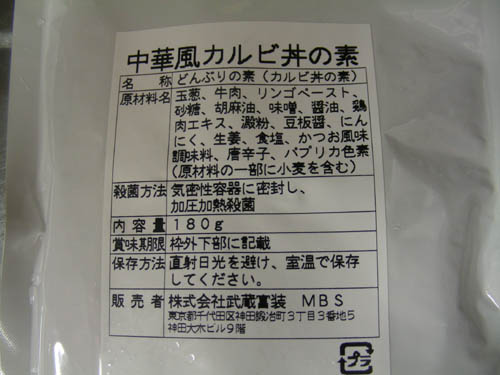 中華風カルビ丼の素
名 称 どんぶりの素（カルビ丼の素）
原材料名 玉葱、牛肉、リンゴペースト、
砂糖、胡麻油、味噌、醤油、鶏
肉エキス、澱粉、豆板醤、にん
にく、生姜、食塩、かつお風味
調味料、唐辛子、パプリカ色素
（原材料の一部に小麦を含む）
殺菌方法 気密性容器に密封し、
加圧加熱殺菌
内 容 量 １８０ｇ
賞味期限 枠外下部に記載
保存方法 直射日光を避け、室温で保存
してください。
販 売 者 株式会社武蔵富装 ＭＢＳ
東京都千代田区神田鍛冶町３丁目３番地５
神田大木ビル９階
プラ